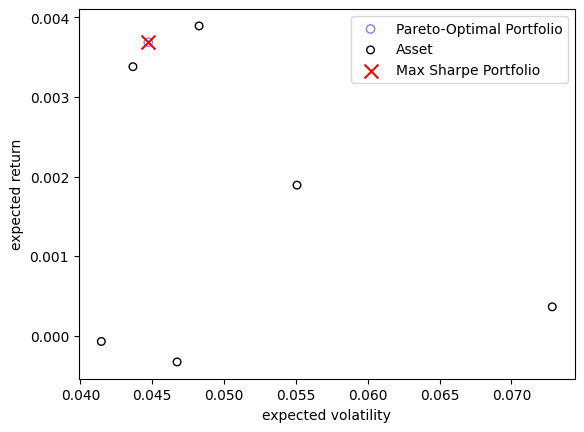 0.004
0.003
0.002
0.001
0.000
expected return
Pareto-Optimal Portfolio
Asset
Max Sharpe Portfolio
0.040 0.045 0.050 0.055 0.060 0.065 0.070
expected volatility